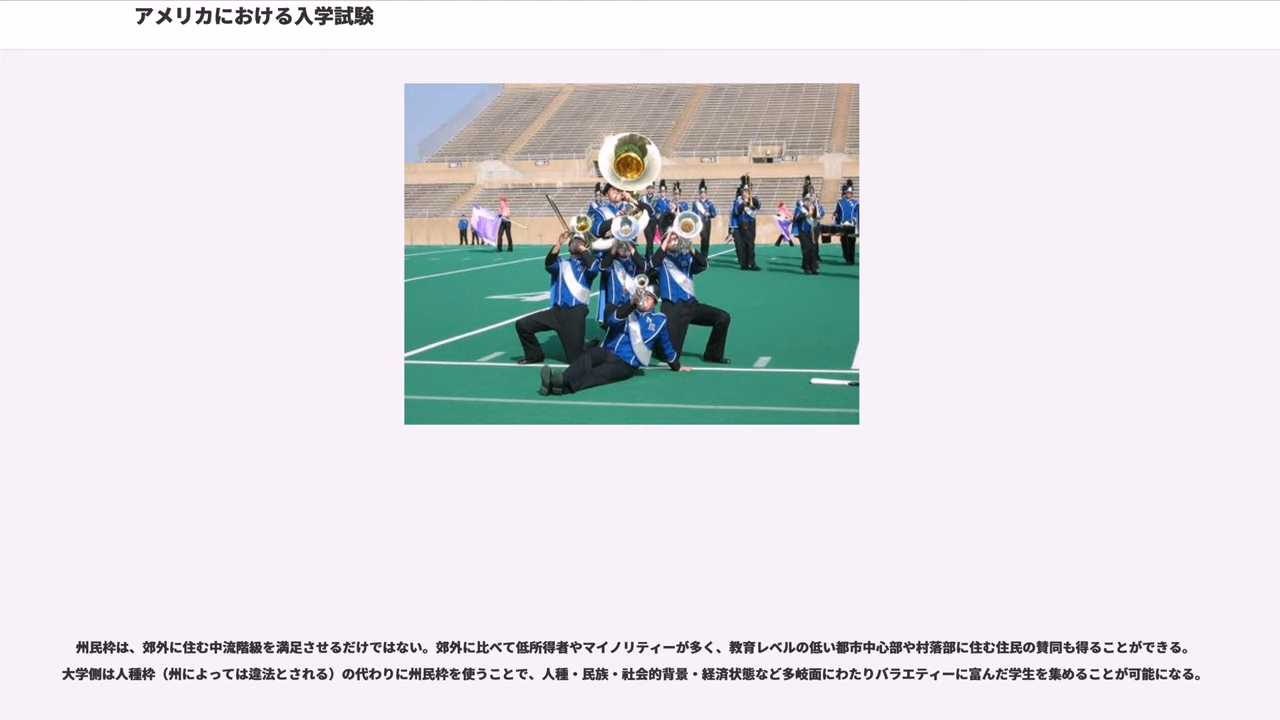 アメリカにおける入学試験
州民枠は、郊外に住む中流階級を満足させるだけではない。郊外に比べて低所得者やマイノリティーが多く、教育レベルの低い都市中心部や村落部に住む住民の賛同も得ることができる。
大学側は人種枠（州によっては違法とされる）の代わりに州民枠を使うことで、人種・民族・社会的背景・経済状態など多岐面にわたりバラエティーに富んだ学生を集めることが可能になる。